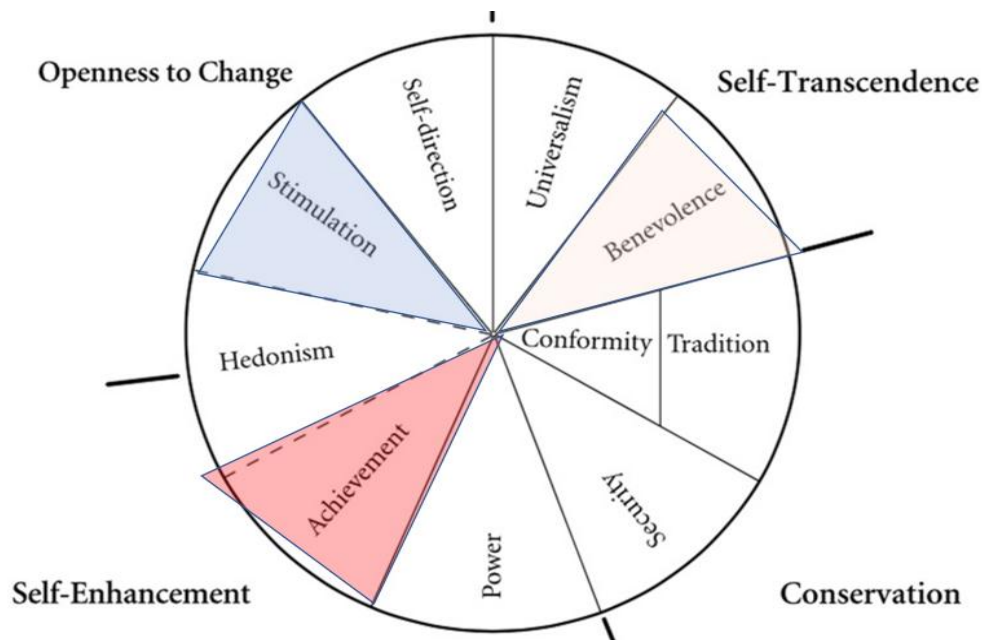 Openness to Change
Self-Transcendence
Self-direction
Universalism
Stimulation
Benevolence
Hedonism
Conformity
Tradition
Achievement
Power
Security
Self-Enhancement
Conservation